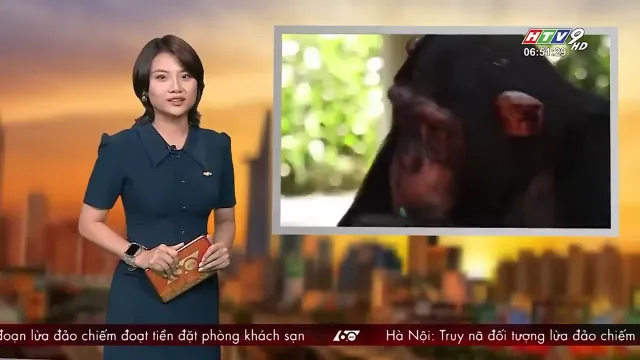 HTV9 HD
06:51:29
đoạn lừa đảo chiếm đoạt tiền đặt phòng khách sạn
60
Hà Nội: Truy nã đối tượng lừa đảo chiếm